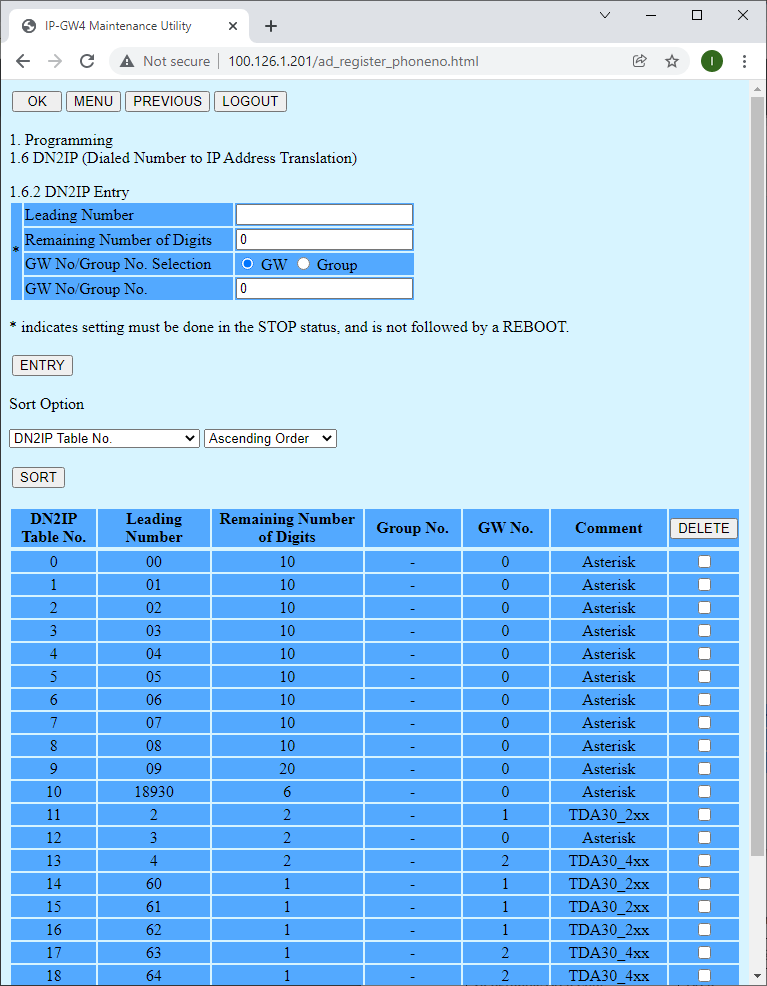 IP-GW4 Maintenance Utility
Not secure 100.126.1.201/ad_register_phoneno.html I
OK MENU PREVIOUS LOGOUT
1. Programming
1.6 DN2IP (Dialed Number to IP Address Translation)
1.6.2 DN2IP Entry
Leading Number
* Remaining Number of Digits 0
GW No/Group No. Selection GW Group
GW No/Group No. 0
* indicates setting must be done in the STOP status, and is not followed by a REBOOT.
ENTRY
Sort Option
DN2IP Table No. Ascending Order
SORT
DN2IP Table No. Leading Number Remaining Number of Digits Group No. GW No. Comment DELETE
0 00 10 - 0 Asterisk
1 01 10 - 0 Asterisk
2 02 10 - 0 Asterisk
3 03 10 - 0 Asterisk
4 04 10 - 0 Asterisk
5 05 10 - 0 Asterisk
6 06 10 - 0 Asterisk
7 07 10 - 0 Asterisk
8 08 10 - 0 Asterisk
9 09 20 - 0 Asterisk
10 18930 6 - 0 Asterisk
11 2 2 - 1 TDA30_2xx
12 3 2 - 0 Asterisk
13 4 2 - 2 TDA30_4xx
14 60 1 - 1 TDA30_2xx
15 61 1 - 1 TDA30_2xx
16 62 1 - 1 TDA30_2xx
17 63 1 - 2 TDA30_4xx
18 64 1 - 2 TDA30_4xx